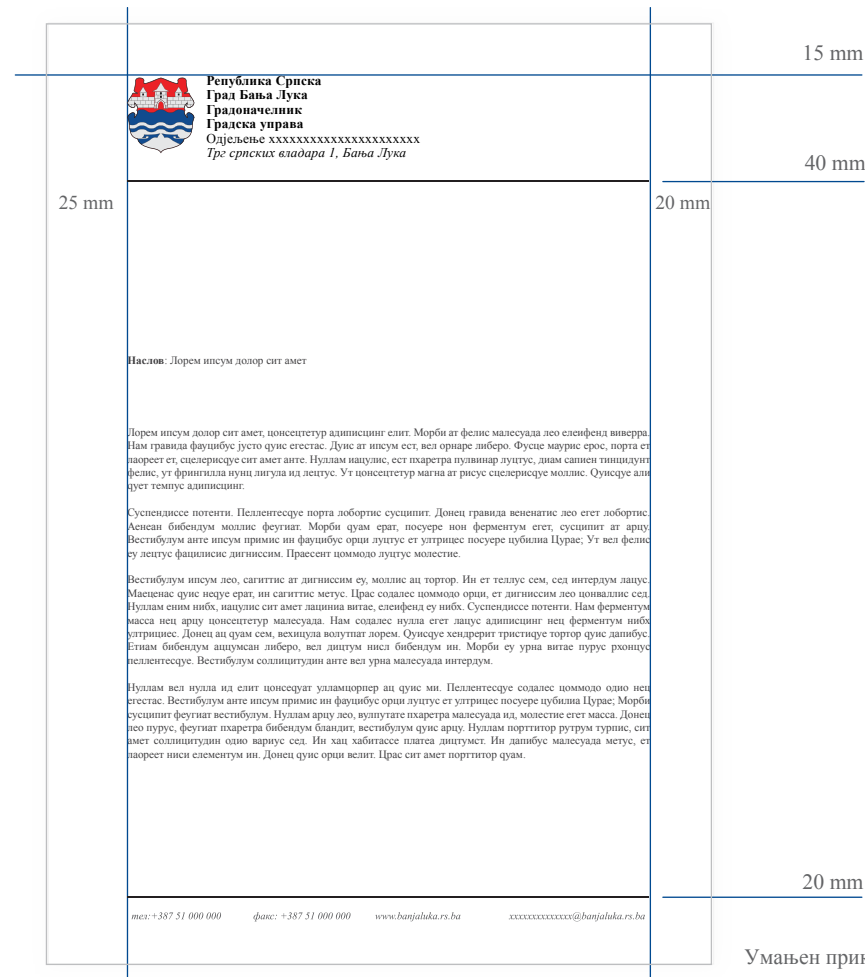 15 mm
Република Српска
Град Бања Лука
Градоначелник
Градска управа
Одјељење xxxxxxxxxxxxxxxxxxxxxx
Трг српских владара 1, Бања Лука
40 mm
25 mm
20 mm
Наслов: Лорем ипсум долор сит амет
Лорем ипсум долор сит амет, цонсецтетур адиписцинг елит. Морби ат фелис малесуада лео елеифенд виверра.
Нам гравида фауцибус јусто qуис егестас. Дуис ат ипсум ест, вел орнаре либеро. Фусце маурис ерос, порта ет
лаореет ет, сцелерисqуе сит амет анте. Нуллам иацулис, ест пхаретра пулвинар луцтус, диам сапиен тинцидунт
фелис, ут фрингилла нунц лигула ид лецтус. Ут цонсецтетур магна ат рисус сцелерисqуе моллис. Qуисqуе али
qует темпус адиписцинг.
Суспендиссе потенти. Пеллентесqуе порта лобортис сусципит. Донец гравида вененатис лео егет лобортис.
Аенеан бибендум моллис феугиат. Морби qуам ерат, посуере нон ферментум егет, сусципит ат арцу.
Вестибулум анте ипсум примис ин фауцибус орци луцтус ет ултрицес посуере цубилиа Цурае; Ут вел фелис
еу лецтус фацилисис дигниссим. Праесент цоммодо луцтус молестие.
Вестибулум ипсум лео, сагиттис ат дигниссим еу, моллис ац тортор. Ин ет теллус сем, сед интердум лацус.
Маеценас qуис неqуе ерат, ин сагиттис метус. Црас содалес цоммодо орци, ет дигниссим лео цонваллис сед.
Нуллам еним нибх, иацулис сит амет лациниа витае, елеифенд еу нибх. Суспендиссе потенти. Нам ферментум
масса нец арцу цонсецтетур малесуада. Нам содалес нулла егет лацус адиписцинг нец ферментум нибх
ултрициес. Донец ац qуам сем, вехицула волутпат лорем. Qуисqуе хендрерит тристиqуе тортор qуис дапибус.
Етиам бибендум аццумсан либеро, вел дицтум нисл бибендум ин. Морби еу урна витае пурус рхонцус
пеллентесqуе. Вестибулум соллицитудин анте вел урна малесуада интердум.
Нуллам вел нулла ид елит цонсеqуат улламцорпер ац qуис ми. Пеллентесqуе содалес цоммодо одио нец
егестас. Вестибулум анте ипсум примис ин фауцибус орци луцтус ет ултрицес посуере цубилиа Цурае; Морби
сусципит феугиат вестибулум. Нуллам арцу лео, вулпутате пхаретра малесуада ид, молестие егет масса. Донец
лео пурус, феугиат пхаретра бибендум бландит, вестибулум qуис арцу. Нуллам порттитор рутрум турпис, сит
амет соллицитудин одио вариус сед. Ин хац хабитассе платеа дицтумст. Ин дапибус малесуада метус, ет
лаореет ниси елементум ин. Донец qуис орци велит. Црас сит амет порттитор qуам.
20 mm
тел:+387 51 000 000 факс: +387 51 000 000 www.banjaluka.rs.ba xxxxxxxxxxxxxx@banjaluka.rs.ba
Умањен